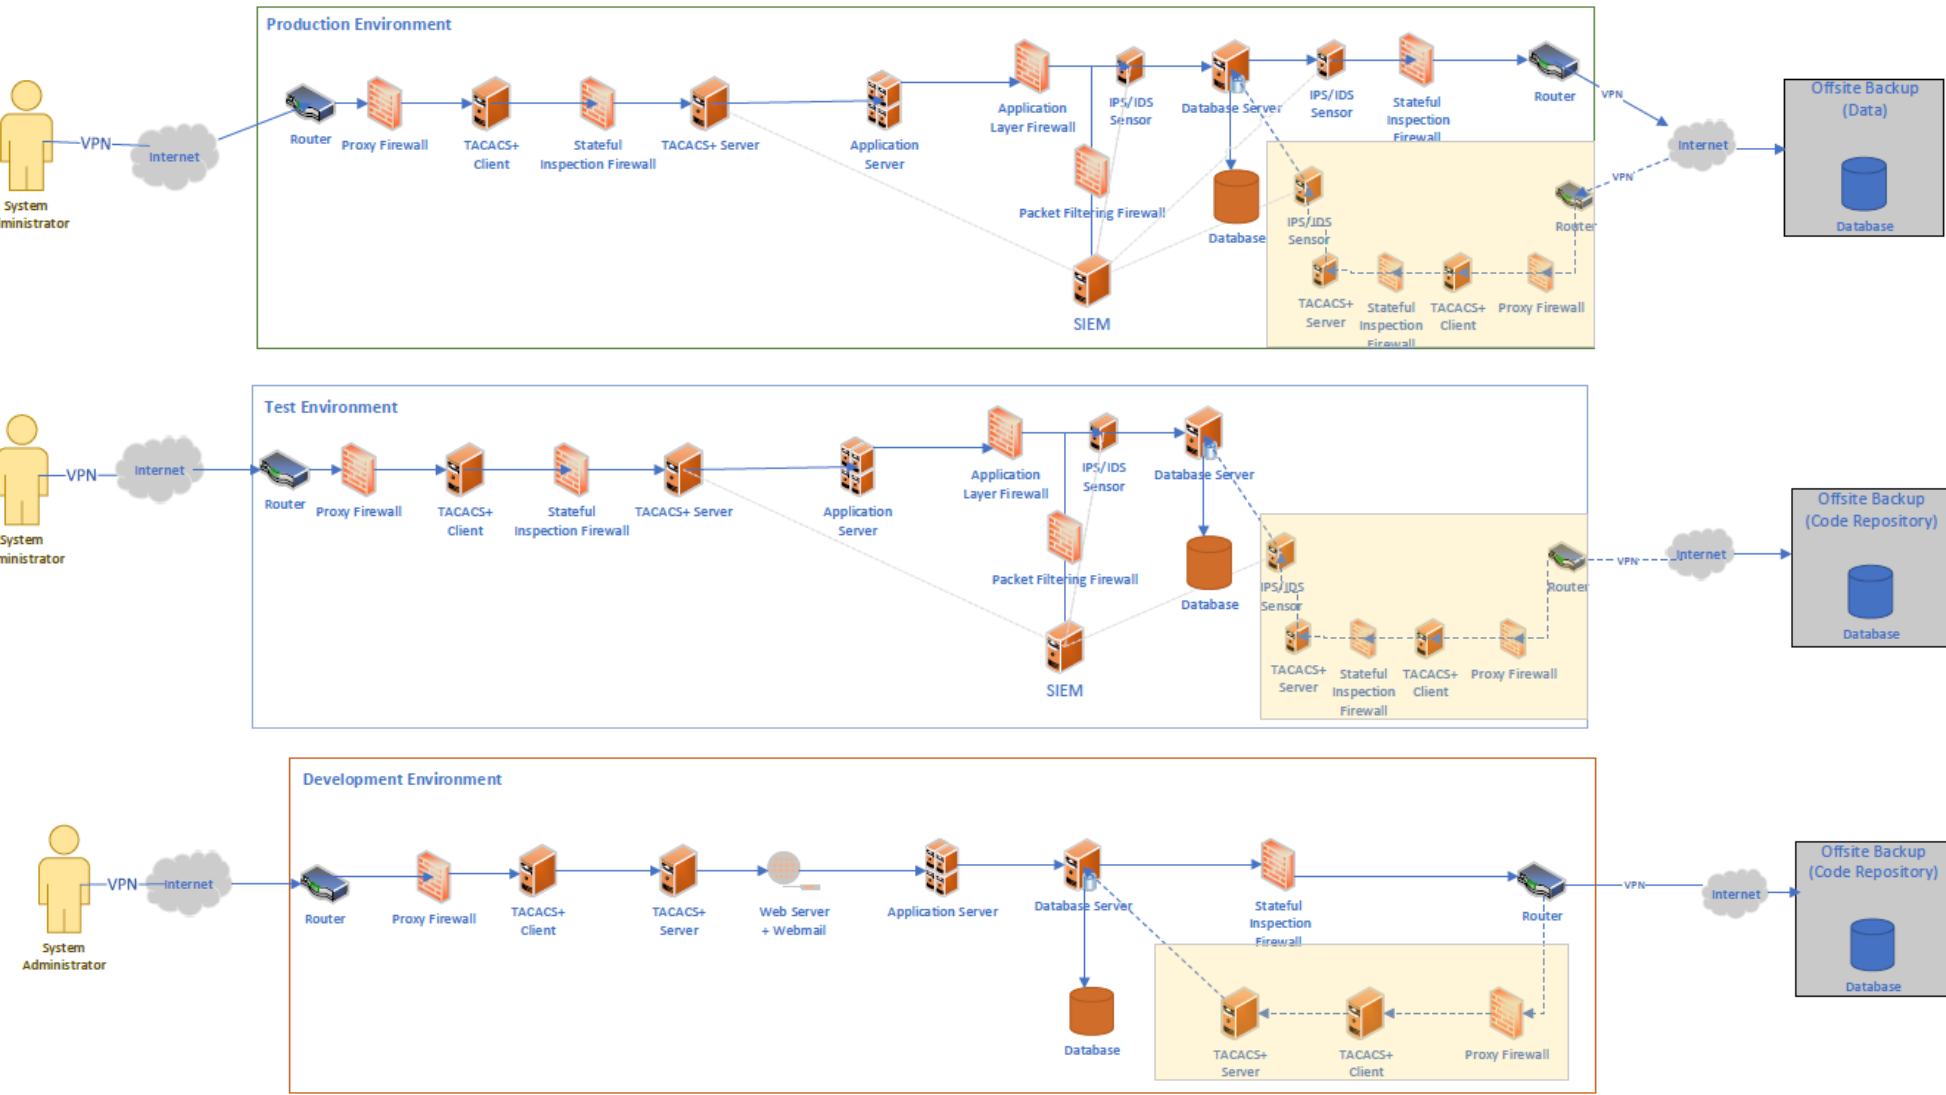 Production Environment
VPN
Internet
System
ministrator
Router
Proxy Firewall
TACACS+
Client
Stateful
Inspection Firewall
TACACS+ Server
Application
Server
Application
Layer Firewall
IPS/IDS
Sensor
Packet Filtering Firewall
SIEM
Database Server
Database
IPS/IDS
Sensor
Stateful
Inspection
Firewall
Router
VPN
Internet
VPN
Offsite Backup
(Data)
Database
IPS/IDS
Sensor
Router
TACACS+
Server
Stateful
Inspection
Firewall
TACACS+
Client
Proxy Firewall
Test Environment
VPN
Internet
System
ministrator
Router
Proxy Firewall
TACACS+
Client
Stateful
Inspection Firewall
TACACS+ Server
Application
Server
Application
Layer Firewall
IPS/IDS
Sensor
Packet Filtering Firewall
SIEM
Database Server
Database
IPS/IDS
Sensor
Router
VPN
Internet
Offsite Backup
(Code Repository)
Database
TACACS+
Server
Stateful
Inspection
Firewall
TACACS+
Client
Proxy Firewall
Development Environment
VPN
Internet
System
Administrator
Router
Proxy Firewall
TACACS+
Client
TACACS+
Server
Web Server
+ Webmail
Application Server
Database Server
Database
Stateful
Inspection
Firewall
Router
VPN
Internet
Offsite Backup
(Code Repository)
Database
TACACS+
Server
TACACS+
Client
Proxy Firewall